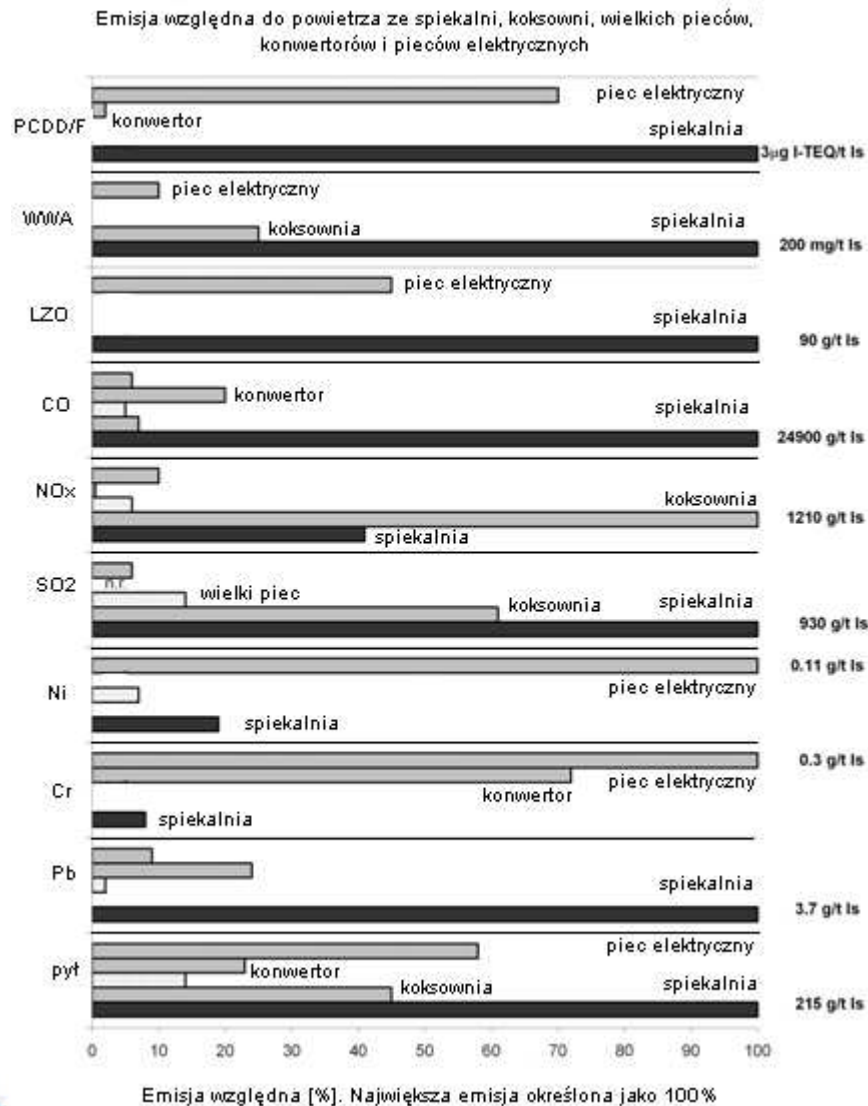 Emisja względna do powietrza ze spiekalni, koksowni, wielkich pieców,
konwertorów i pieców elektrycznych
piec elektryczny
konwertor
PCDD/F
spiekalnia
3µg I-TEQ/t ls
piec elektryczny
WWA
koksownia
spiekalnia
200 mg/t ls
piec elektryczny
LZO
spiekalnia
90 g/t ls
CO
konwertor
spiekalnia
24900 g/t ls
NOx
koksownia
1210 g/t ls
spiekalnia
n.r
SO2
wielki piec
koksownia
spiekalnia
930 g/t ls
0.11 g/t ls
piec elektryczny
Ni
spiekalnia
0.3 g/t ls
piec elektryczny
Cr
konwertor
spiekalnia
Pb
spiekalnia
3.7 g/t ls
piec elektryczny
pył
konwertor
koksownia
spiekalnia
215 g/t ls
0 10 20 30 40 50 60 70 80 90 100
Emisja względna [%]. Największa emisja określona jako 100%